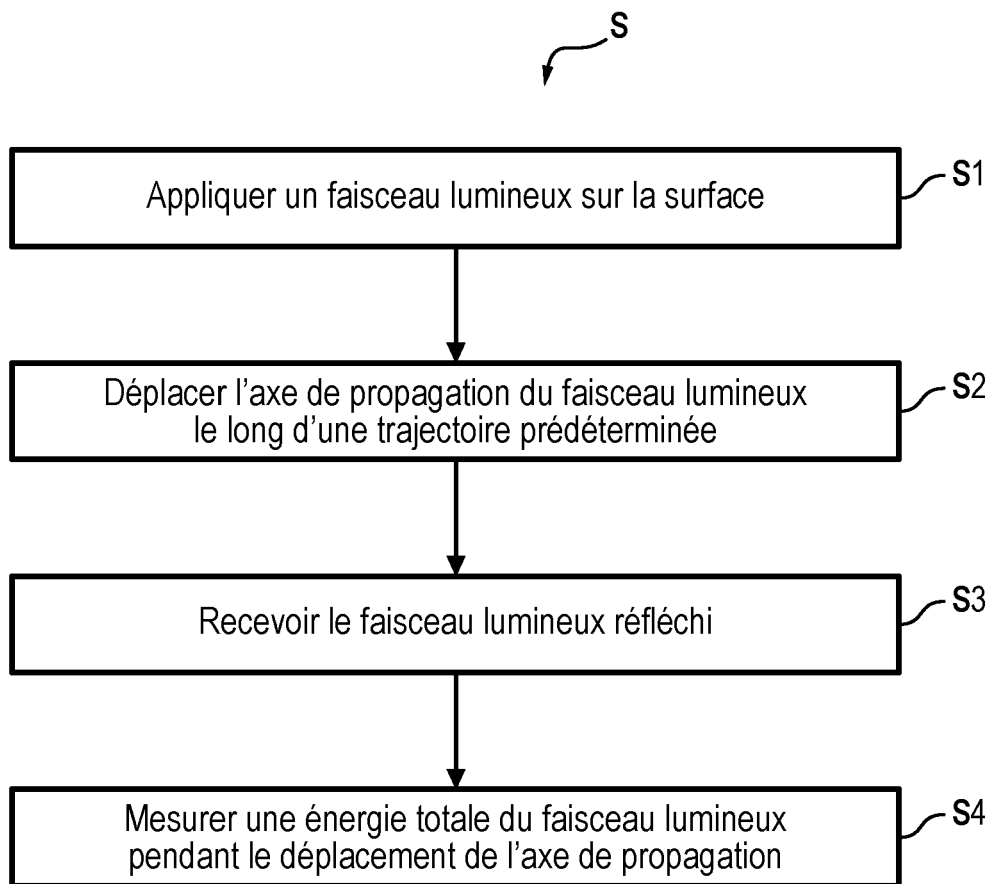 S
Appliquer un faisceau lumineux sur la surface
S1
Déplacer l'axe de propagation du faisceau lumineux
le long d'une trajectoire prédéterminée
S2
Recevoir le faisceau lumineux réfléchi
S3
Mesurer une énergie totale du faisceau lumineux
pendant le déplacement de l'axe de propagation
S4